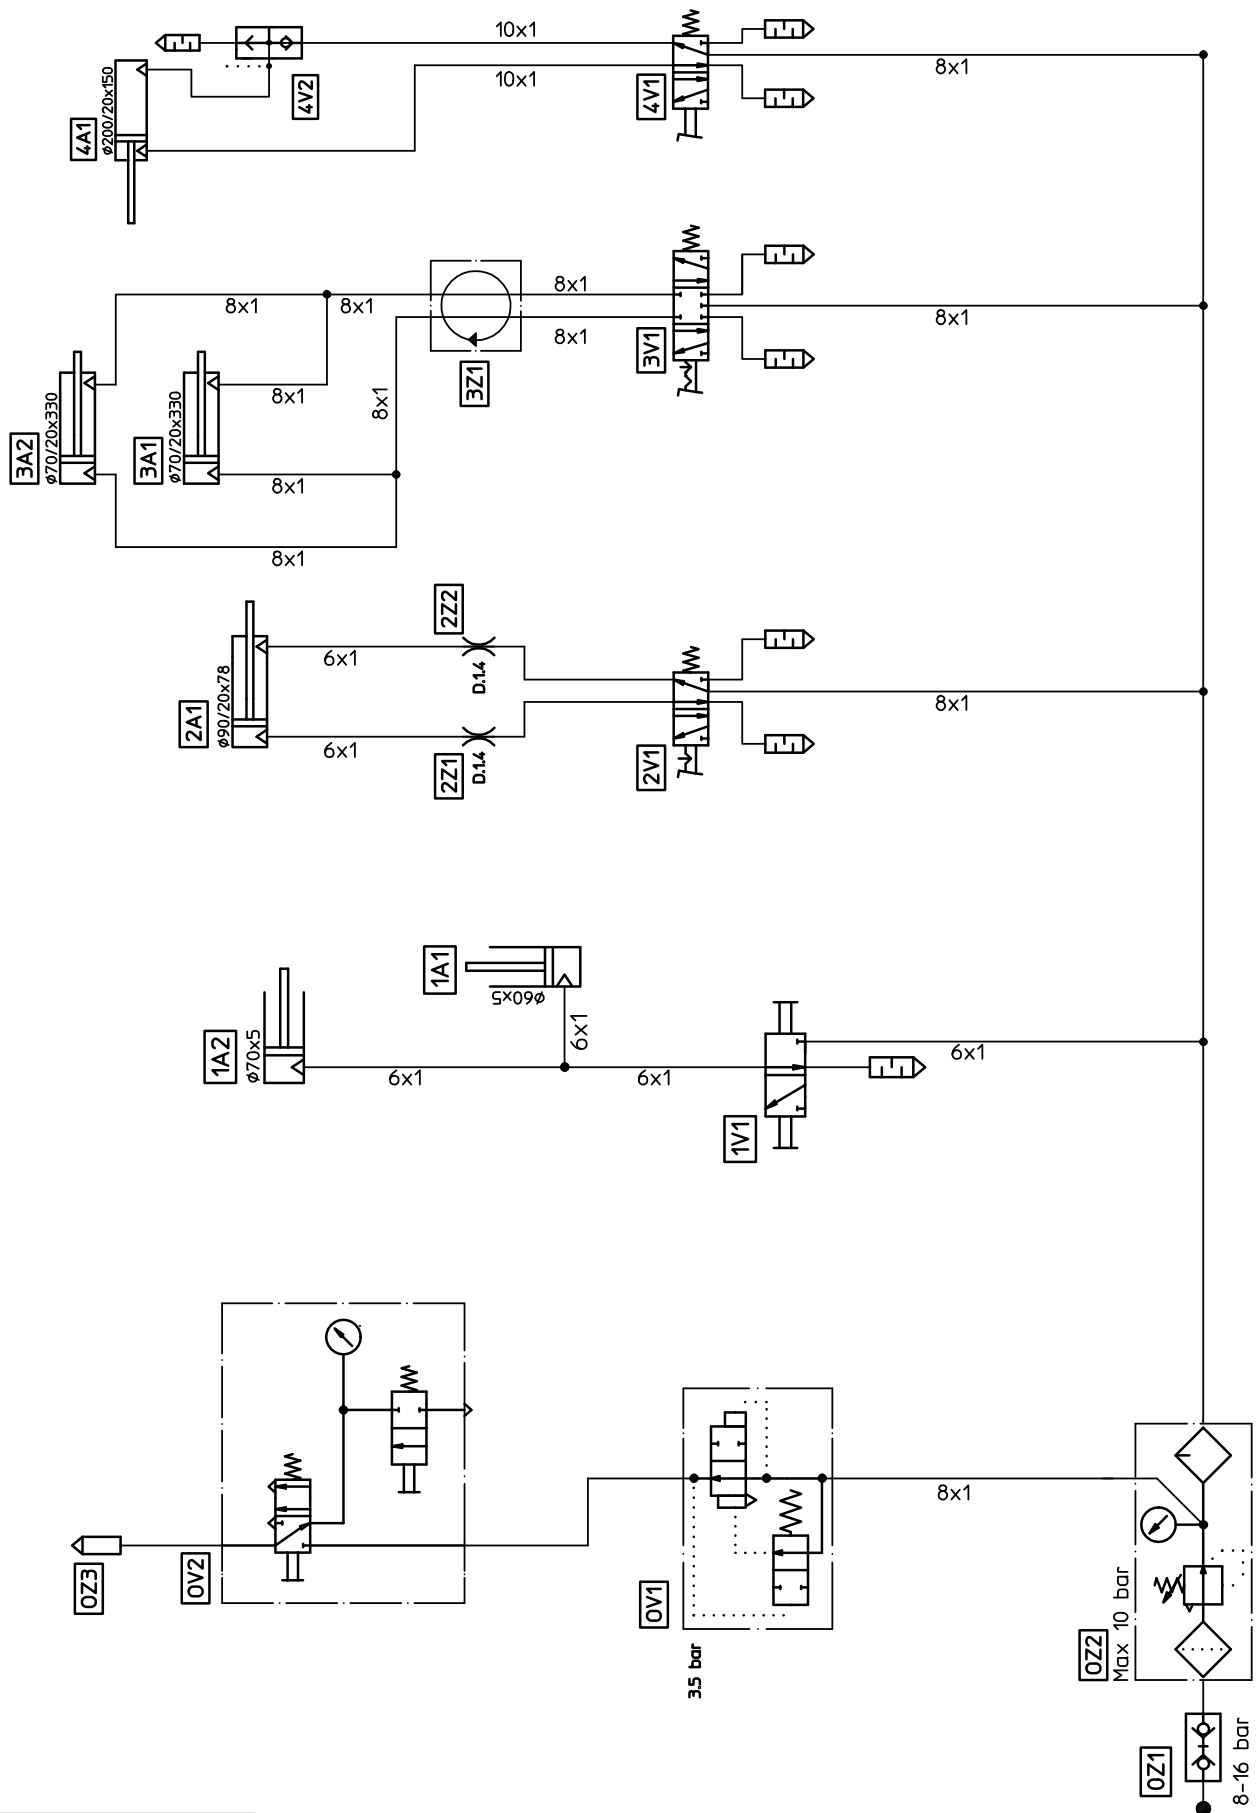 10x1
10x1
8x1
4V2
4V1
4A1
ø200/20x150
8x1
8x1
8x1
8x1
8x1
3Z1
3V1
8x1
8x1
8x1
8x1
3A2
ø70/20x330
3A1
ø70/20x330
2Z2
D.1.4
6x1
8x1
2A1
ø90/20x78
6x1
2Z1
D.1.4
2V1
1A1
ø60x5
6x1
1A2
ø70x5
6x1
6x1
6x1
1V1
0Z3
0V2
8x1
0V1
3.5 bar
0Z2
Max 10 bar
0Z1
8-16 bar